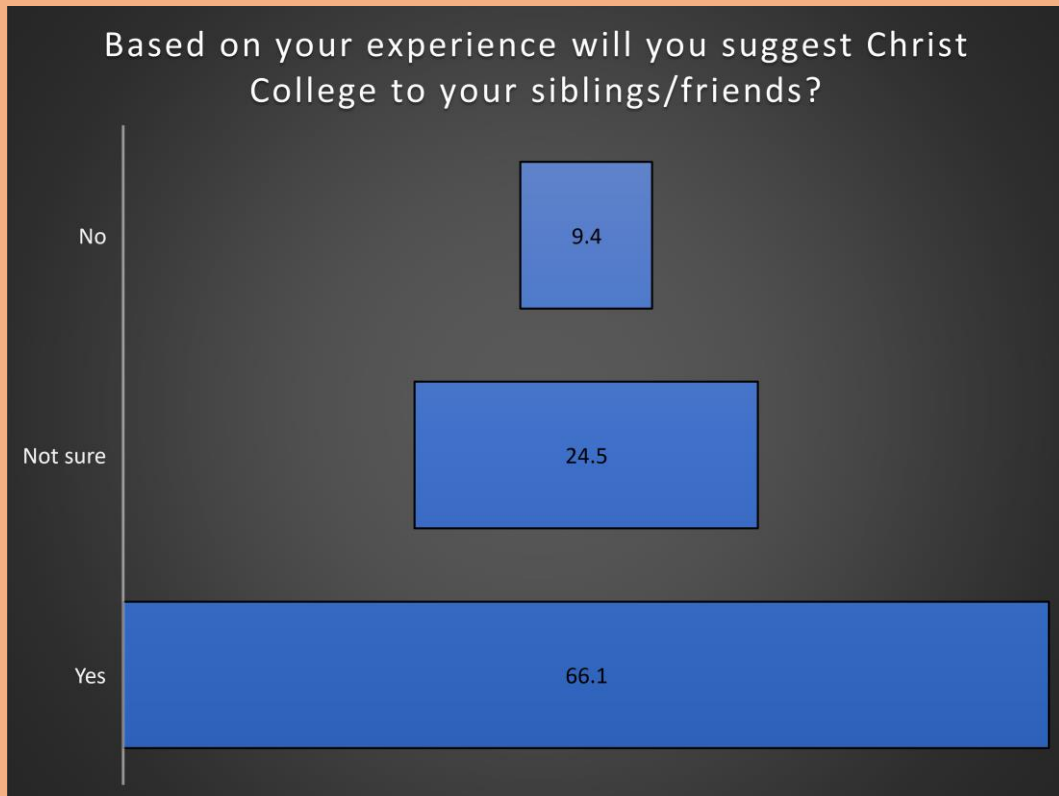 Based on your experience will you suggest Christ
College to your siblings/friends?
No
9.4
Not sure
24.5
Yes
66.1